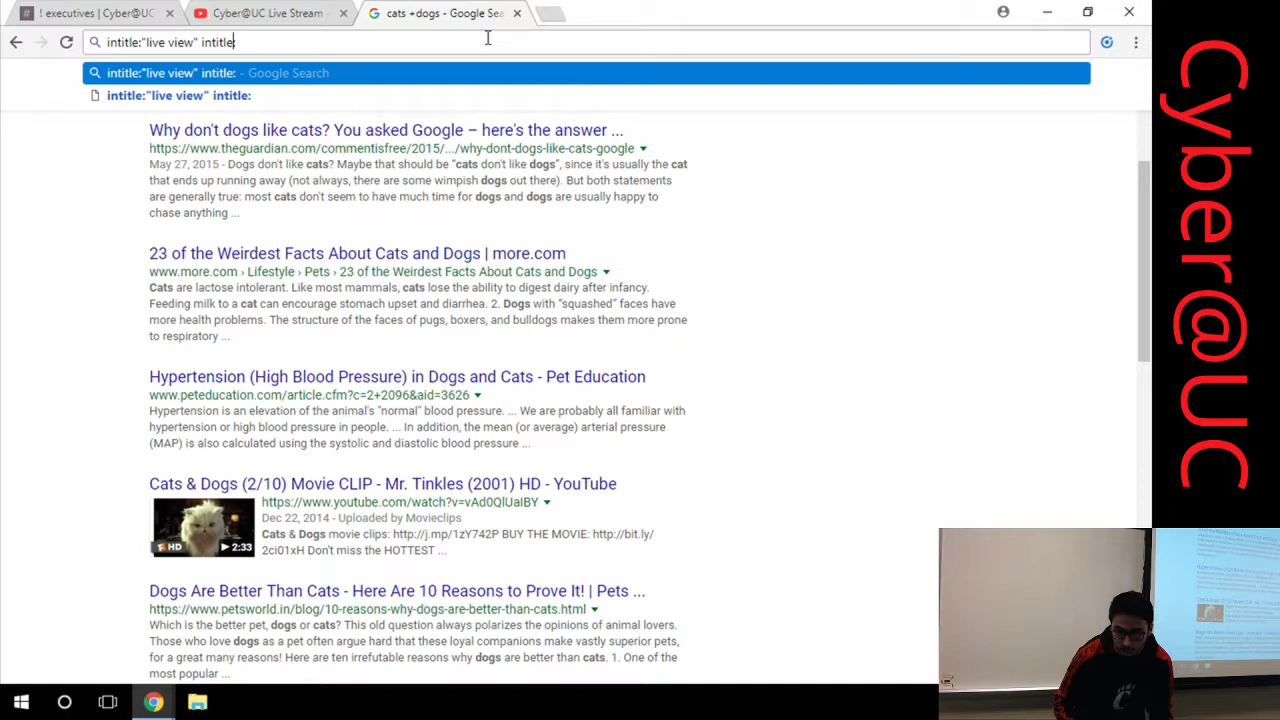 ! executives | Cyber@UC
Cyber@UC Live Stream -
cats +dogs - Google Sea
intitle:"live view" intitle:
intitle:"live view" intitle: - Google Search
intitle:"live view" intitle:
Why don't dogs like cats? You asked Google – here's the answer ...
https://www.theguardian.com/commentisfree/2015/.../why-dont-dogs-like-cats-google
May 27, 2015 - Dogs don't like cats? Maybe that should be "cats don't like dogs", since it's usually the cat
that ends up running away (not always, there are some wimpish dogs out there). But both statements
are generally true: most cats don't seem to have much time for dogs and dogs are usually happy to
chase anything ...
23 of the Weirdest Facts About Cats and Dogs | more.com
www.more.com › Lifestyle › Pets › 23 of the Weirdest Facts About Cats and Dogs
Cats are lactose intolerant. Like most mammals, cats lose the ability to digest dairy after infancy.
Feeding milk to a cat can encourage stomach upset and diarrhea. 2. Dogs with "squashed" faces have
more health problems. The structure of the faces of pugs, boxers, and bulldogs makes them more prone
to respiratory ...
Hypertension (High Blood Pressure) in Dogs and Cats - Pet Education
www.peteducation.com/article.cfm?c=2+2096&aid=3626
Hypertension is an elevation of the animal's "normal" blood pressure. ... We are probably all familiar with
hypertension or high blood pressure in people. ... In addition, the mean (or average) arterial pressure
(MAP) is also calculated using the systolic and diastolic blood pressure ...
Cats & Dogs (2/10) Movie CLIP - Mr. Tinkles (2001) HD - YouTube
https://www.youtube.com/watch?v=vAd0QlUaIBY
Dec 22, 2014 - Uploaded by Movieclips
Cats & Dogs movie clips: http://j.mp/1zY742P BUY THE MOVIE: http://bit.ly/
2ci01xH Don't miss the HOTTEST ...
HD
2:33
Dogs Are Better Than Cats - Here Are 10 Reasons to Prove It! | Pets ...
https://www.petsworld.in/blog/10-reasons-why-dogs-are-better-than-cats.html
Which is the better pet, dogs or cats? This old question always polarizes the opinions of animal lovers.
Those who love dogs as a pet often argue hard that these loyal companions make vastly superior pets,
for a great many reasons! Here are ten irrefutable reasons why dogs are better than cats. 1. One of the
most popular ...
Cyber@UC